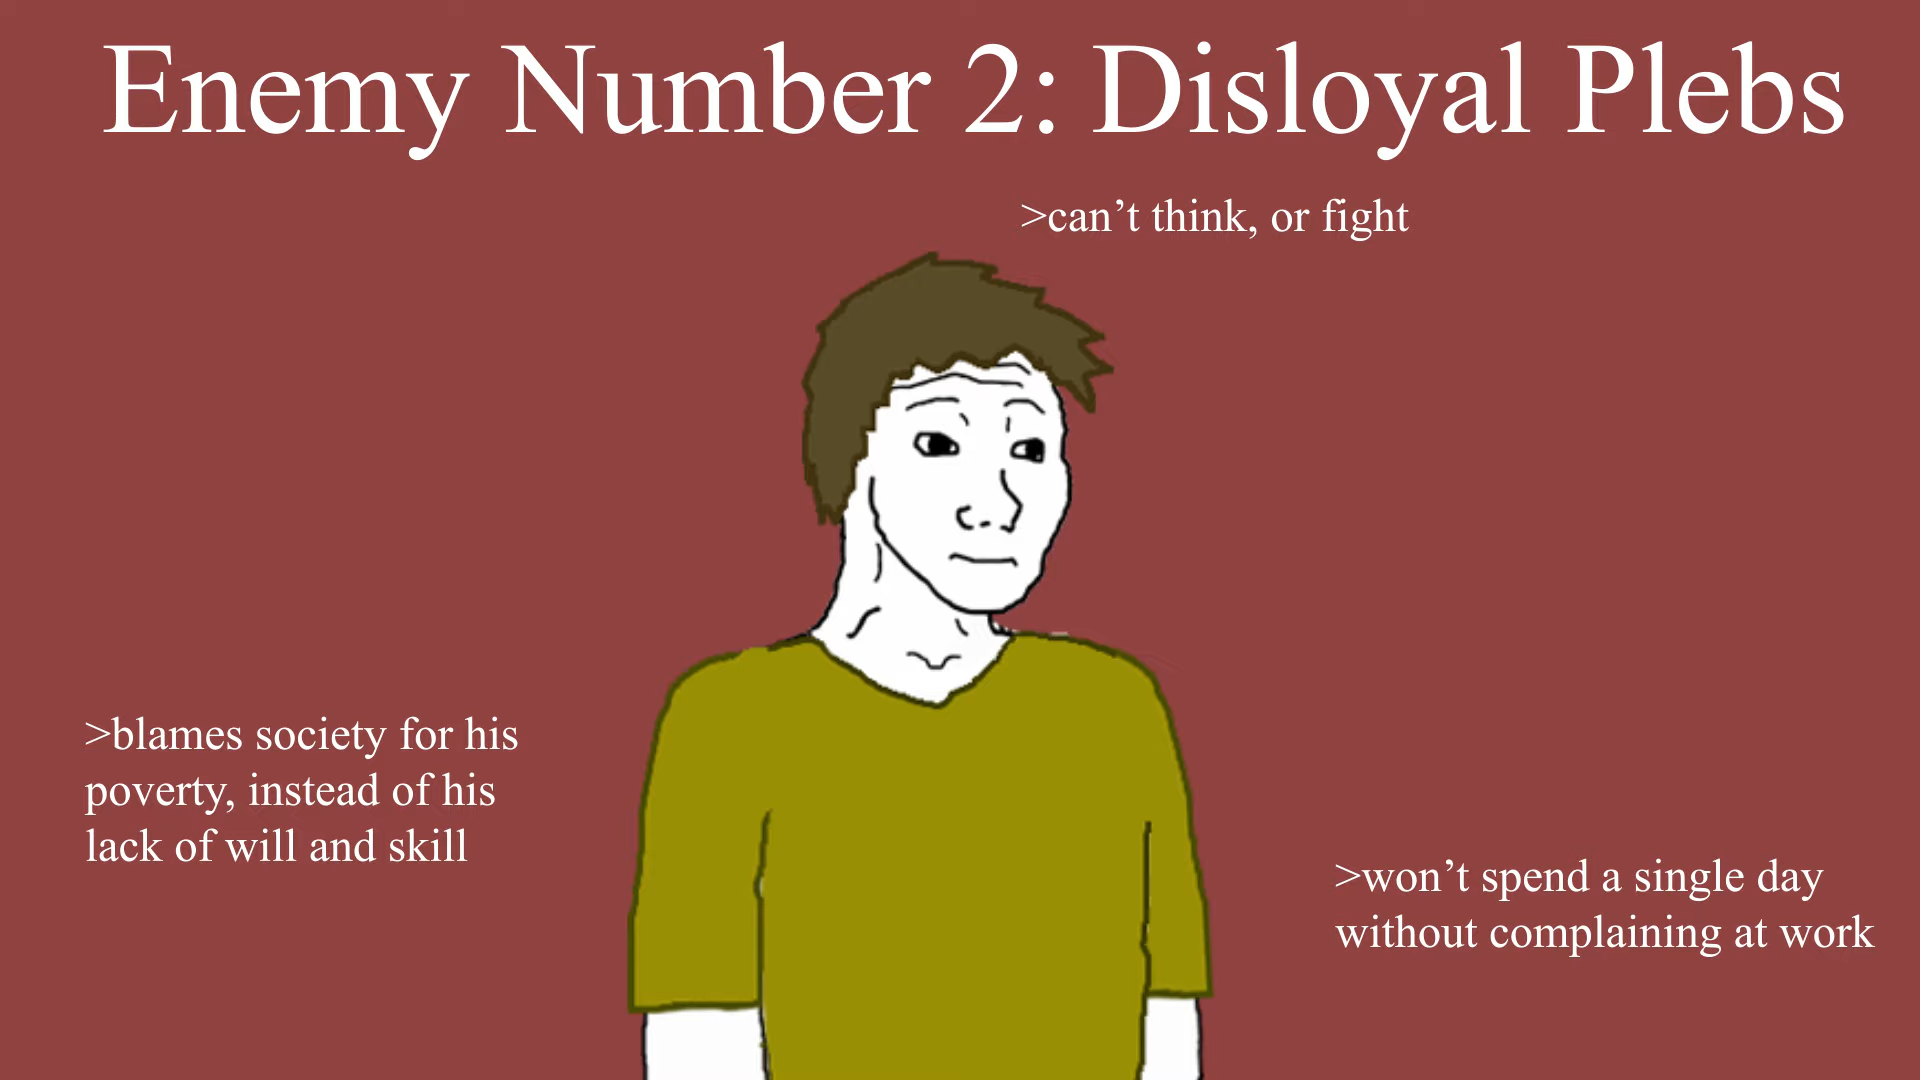 Enemy Number 2: Disloyal Plebs
>can’t think, or fight
>blames society for his
poverty, instead of his
lack of will and skill
>won’t spend a single day
without complaining at work